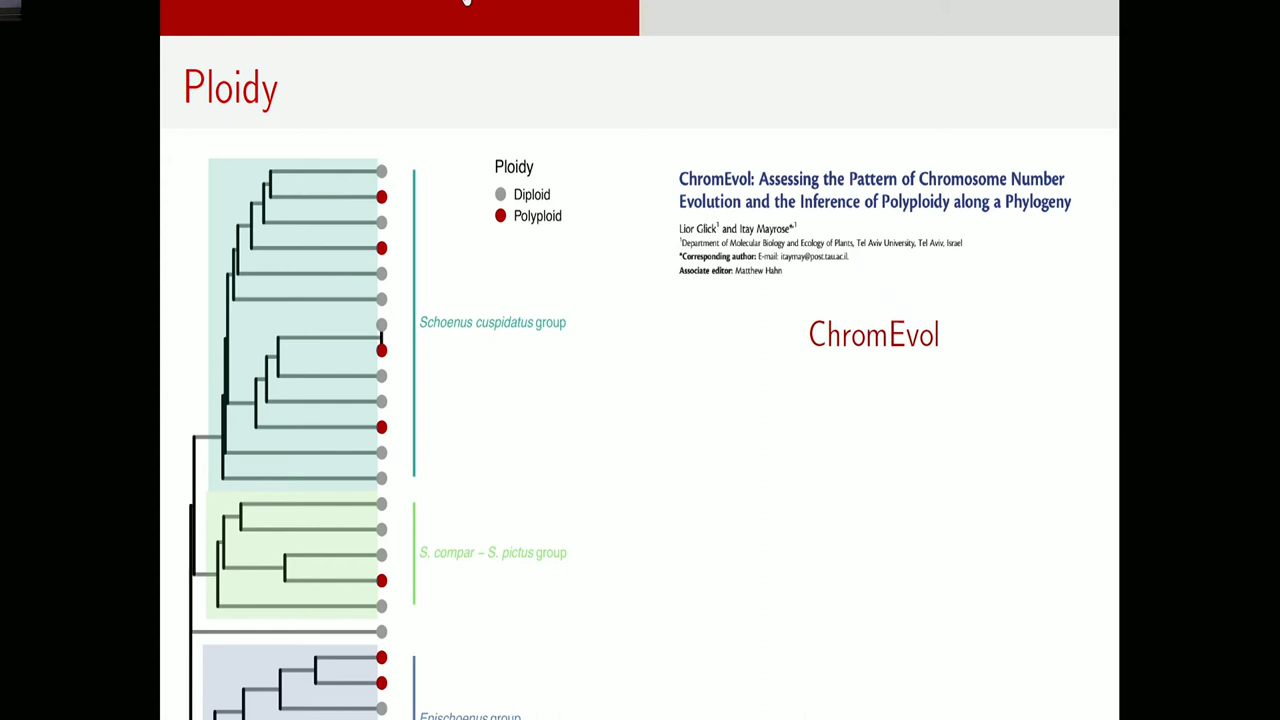 Ploidy
Ploidy
Diploid
Polyploid
Schoenus cuspidatus group
S. compar – S. pictus group
Epischoenus group
ChromEvol: Assessing the Pattern of Chromosome Number
Evolution and the Inference of Polyploidy along a Phylogeny
Lior Glick¹ and Itay Mayrose*,¹
¹Department of Molecular Biology and Ecology of Plants, Tel Aviv University, Tel Aviv, Israel
*Corresponding author: E-mail: itaymay@post.tau.ac.il.
Associate editor: Matthew Hahn
ChromEvol